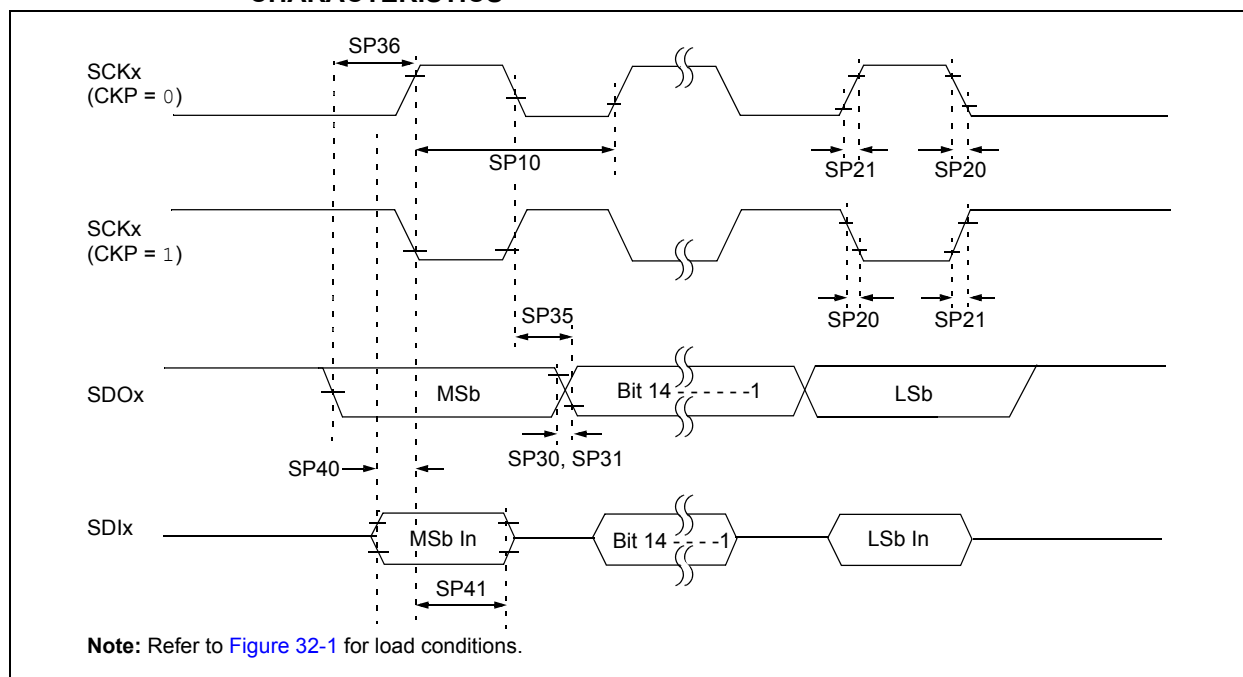 CHARACTERISTICS
SP36
SCKx
(CKP = 0)
SP10
SP21
SP20
SCKx
(CKP = 1)
SP35
SP20
SP21
SDOx
MSb
Bit 14 - - - - - -1
LSb
SP30, SP31
SP40
SDIx
MSb In
Bit 14 - - - -1
LSb In
SP41
Note: Refer to Figure 32-1 for load conditions.